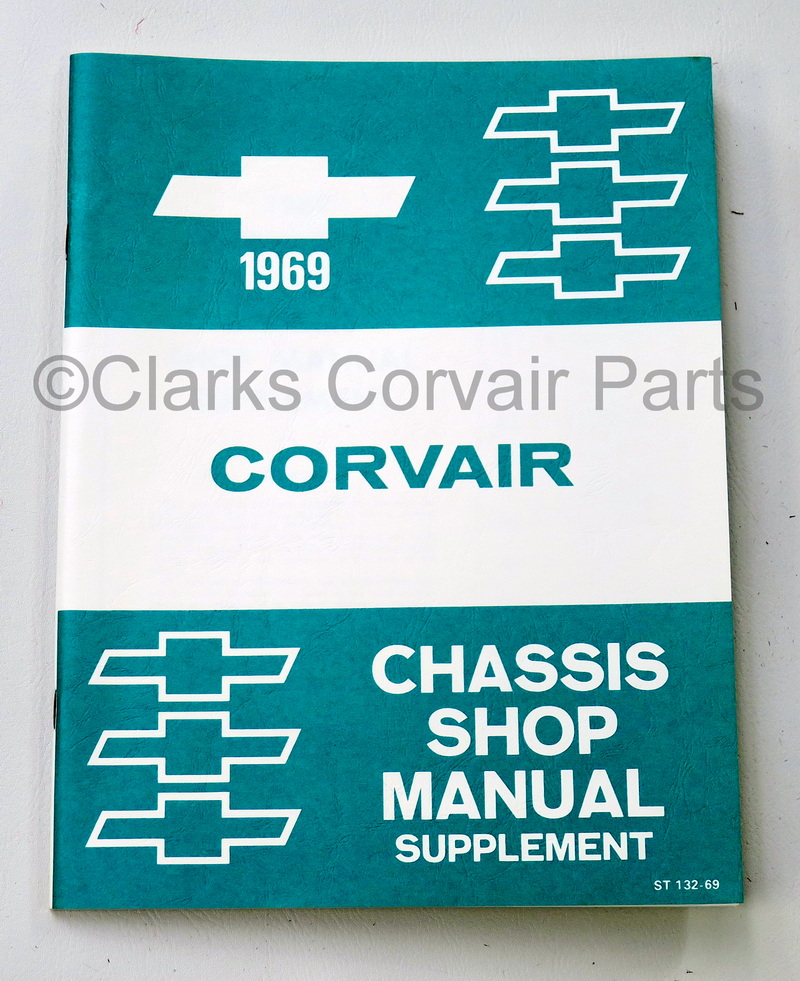 1969
©Clarks Corvair Parts
CORVAIR
CHASSIS
SHOP
MANUAL
SUPPLEMENT
ST 132-69